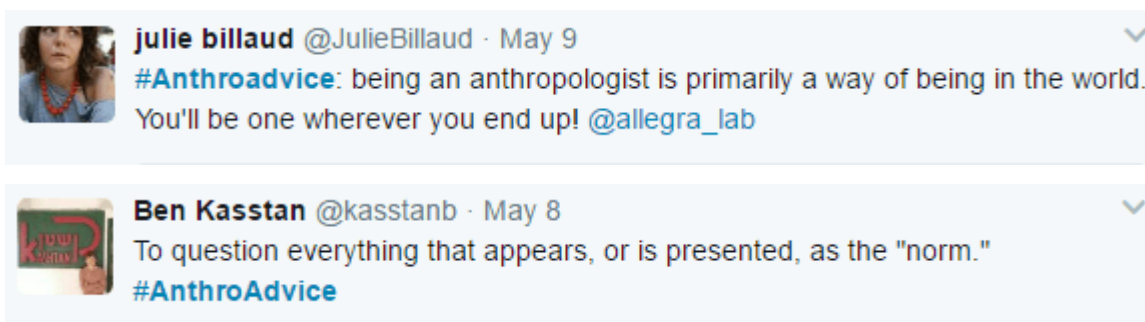 julie billaud @JulieBillaud · May 9
#Anthroadvice: being an anthropologist is primarily a way of being in the world.
You'll be one wherever you end up! @allegra_lab
Ben Kasstan @kasstanb · May 8
To question everything that appears, or is presented, as the "norm."
#AnthroAdvice